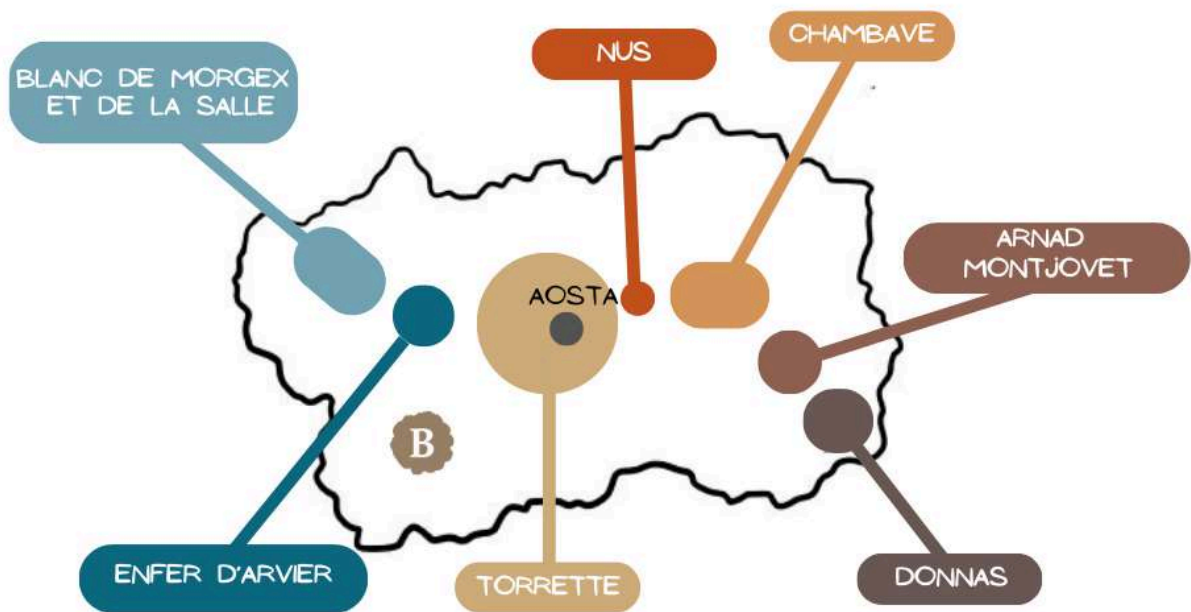 BLANC DE MORGEX
ET DE LA SALLE
NUS
CHAMBAVE
ARNAD
MONTJOVET
AOSTA
B
ENFER D'ARVIER
TORRETTE
DONNAS